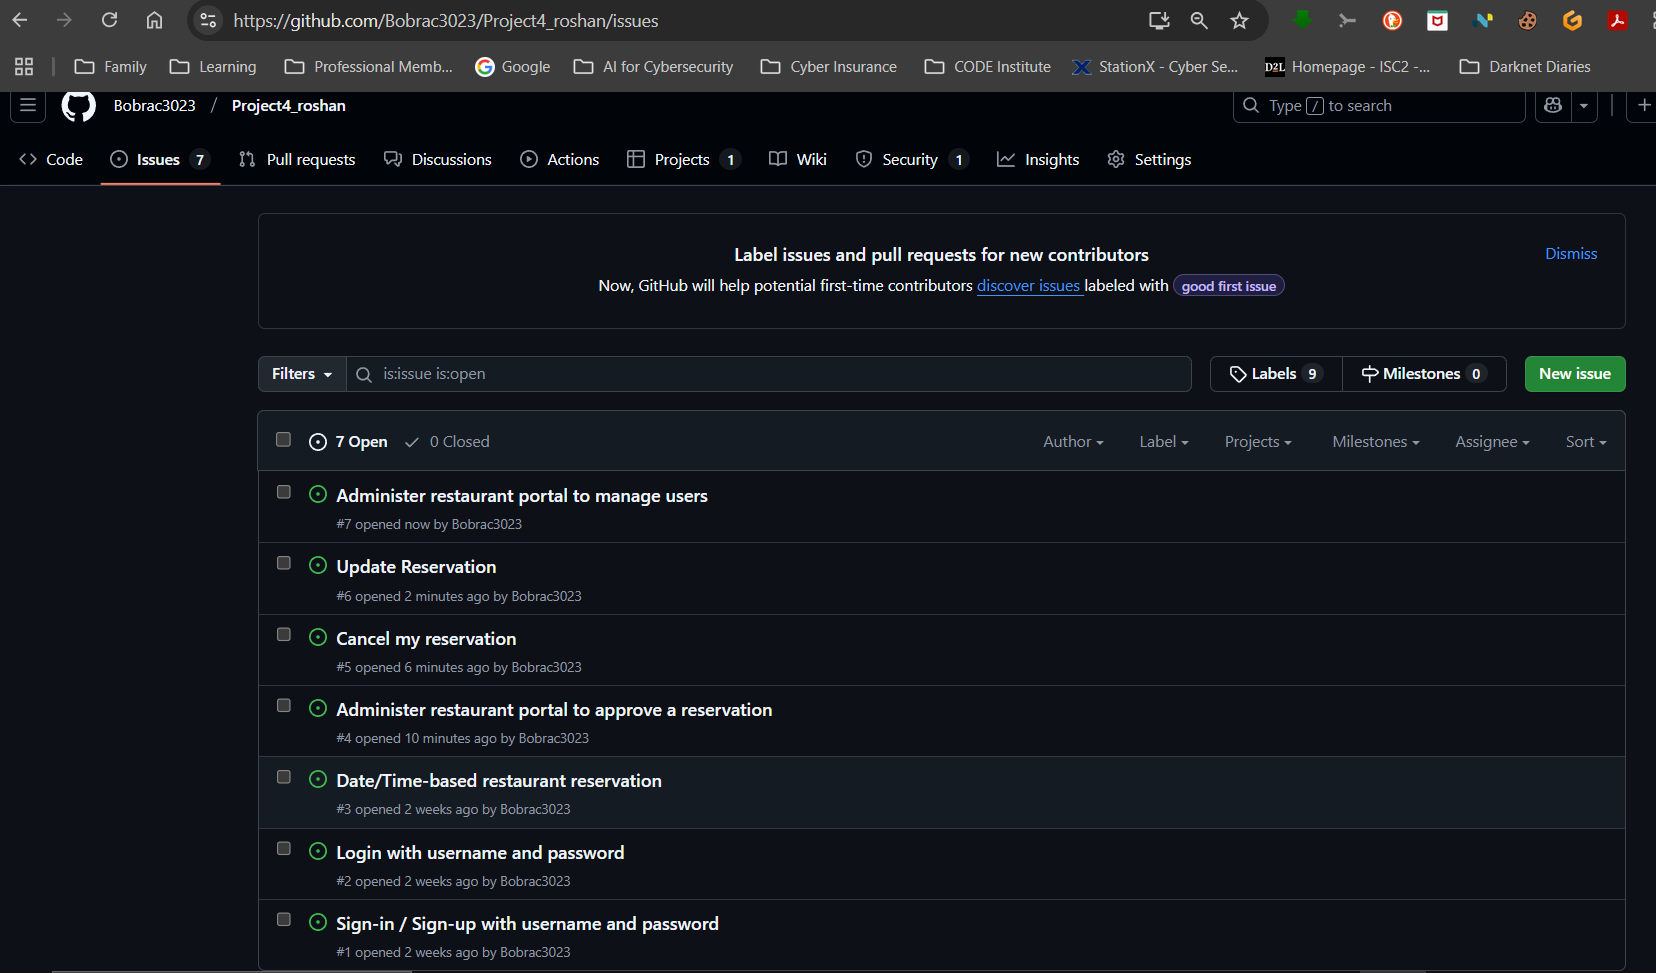 https://github.com/Bobrac3023/Project4_roshan/issues
Family Learning Professional Memb... Google AI for Cybersecurity Cyber Insurance CODE Institute StationX - Cyber Se... D2L Homepage - ISC2 -... Darknet Diaries
Bobrac3023 / Project4_roshan Type / to search
Code Issues 7 Pull requests Discussions Actions Projects 1 Wiki Security 1 Insights Settings
Label issues and pull requests for new contributors Dismiss
Now, GitHub will help potential first-time contributors discover issues labeled with good first issue
Filters is:issue is:open Labels 9 Milestones 0 New issue
7 Open 0 Closed Author Label Projects Milestones Assignee Sort
Administer restaurant portal to manage users
#7 opened now by Bobrac3023
Update Reservation
#6 opened 2 minutes ago by Bobrac3023
Cancel my reservation
#5 opened 6 minutes ago by Bobrac3023
Administer restaurant portal to approve a reservation
#4 opened 10 minutes ago by Bobrac3023
Date/Time-based restaurant reservation
#3 opened 2 weeks ago by Bobrac3023
Login with username and password
#2 opened 2 weeks ago by Bobrac3023
Sign-in / Sign-up with username and password
#1 opened 2 weeks ago by Bobrac3023